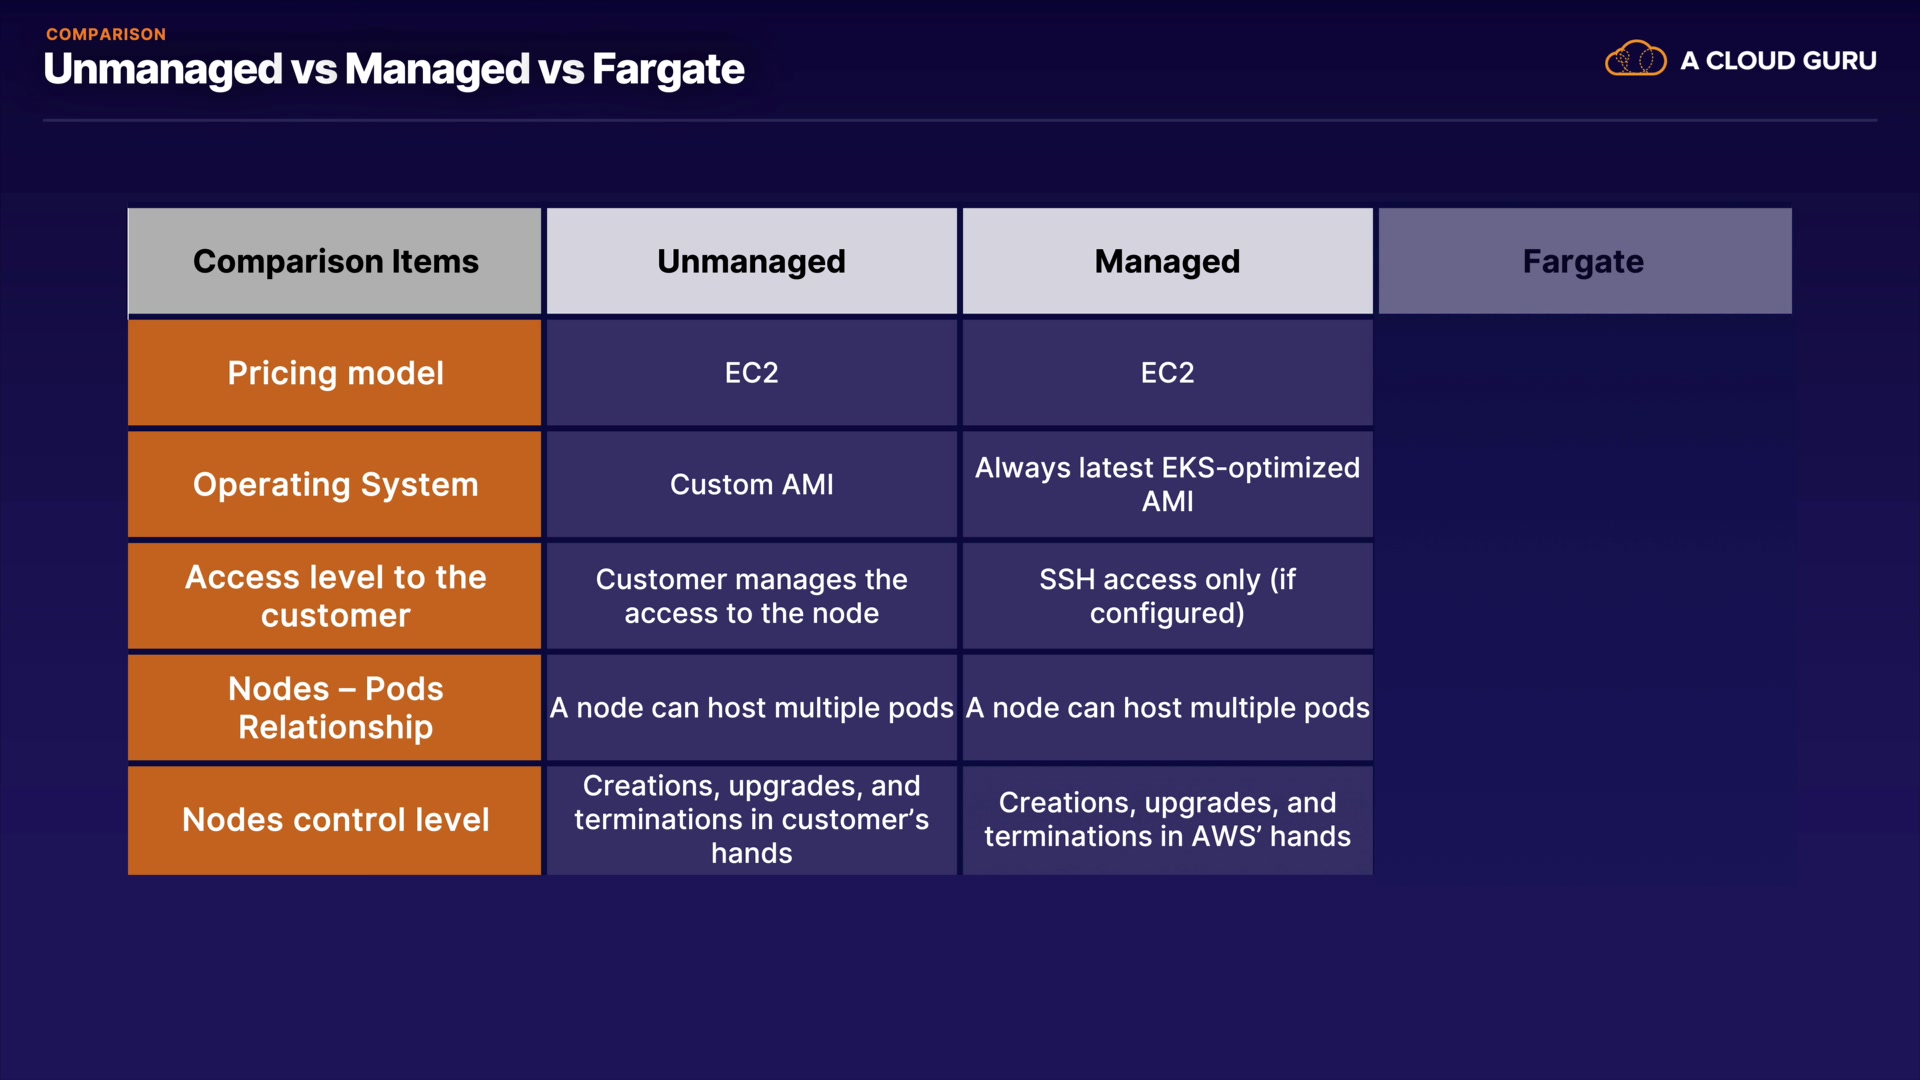 COMPARISON
Unmanaged vs Managed vs Fargate
A CLOUD GURU
Comparison Items
Unmanaged
Managed
Fargate
Pricing model
EC2
EC2
Operating System
Custom AMI
Always latest EKS-optimized
AMI
Access level to the
customer
Customer manages the
access to the node
SSH access only (if
configured)
Nodes – Pods
Relationship
A node can host multiple pods
A node can host multiple pods
Nodes control level
Creations, upgrades, and
terminations in customer’s
hands
Creations, upgrades, and
terminations in AWS’ hands